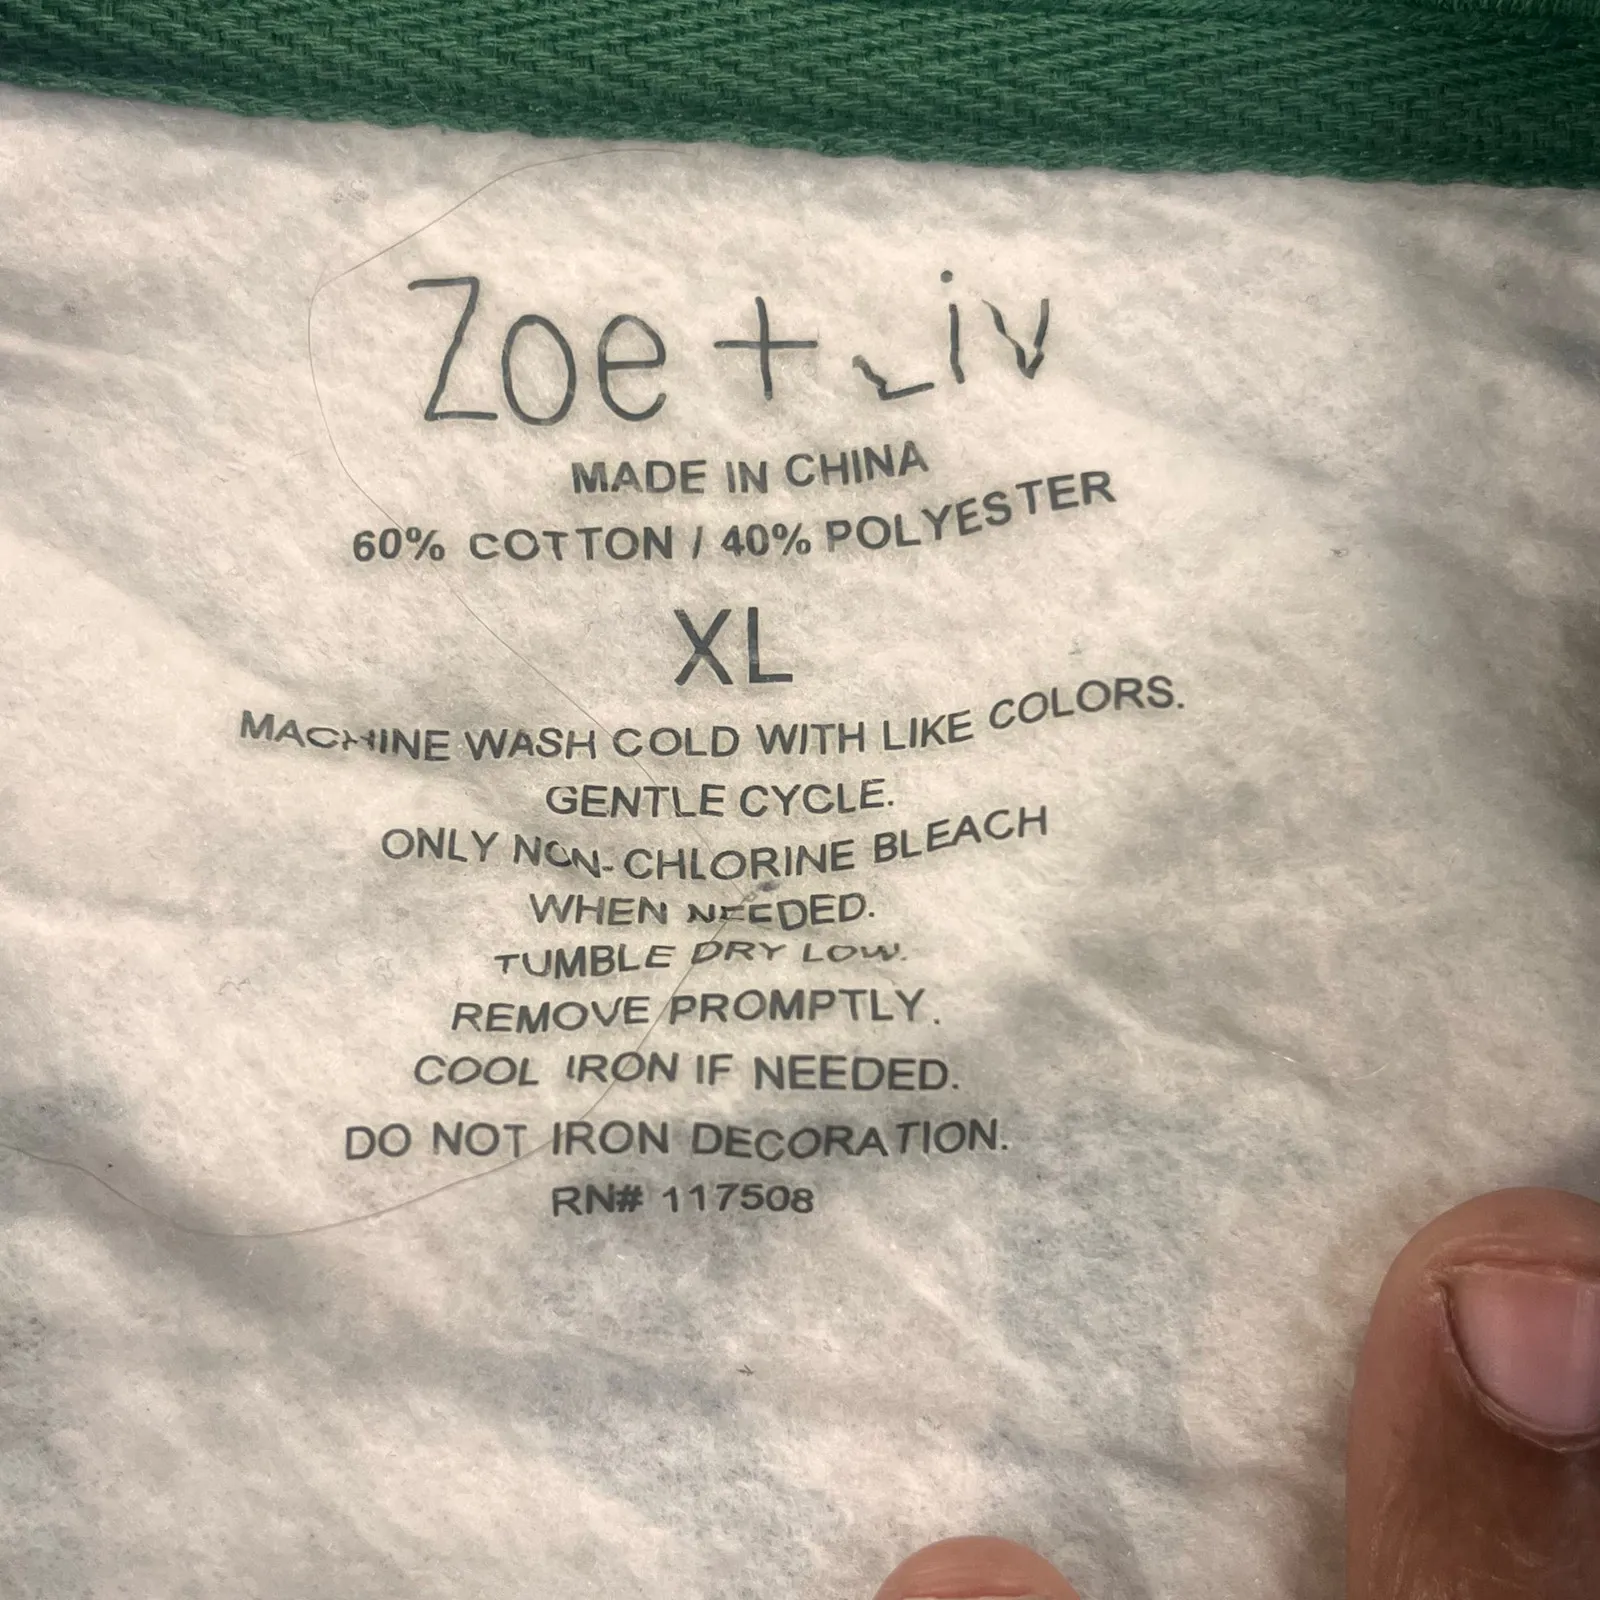 Zoe + Liv
MADE IN CHINA
60% COTTON / 40% POLYESTER
XL
MACHINE WASH COLD WITH LIKE COLORS.
GENTLE CYCLE.
ONLY NON-CHLORINE BLEACH
WHEN NEEDED.
TUMBLE DRY LOW.
REMOVE PROMPTLY.
COOL IRON IF NEEDED.
DO NOT IRON DECORATION.
RN# 117508